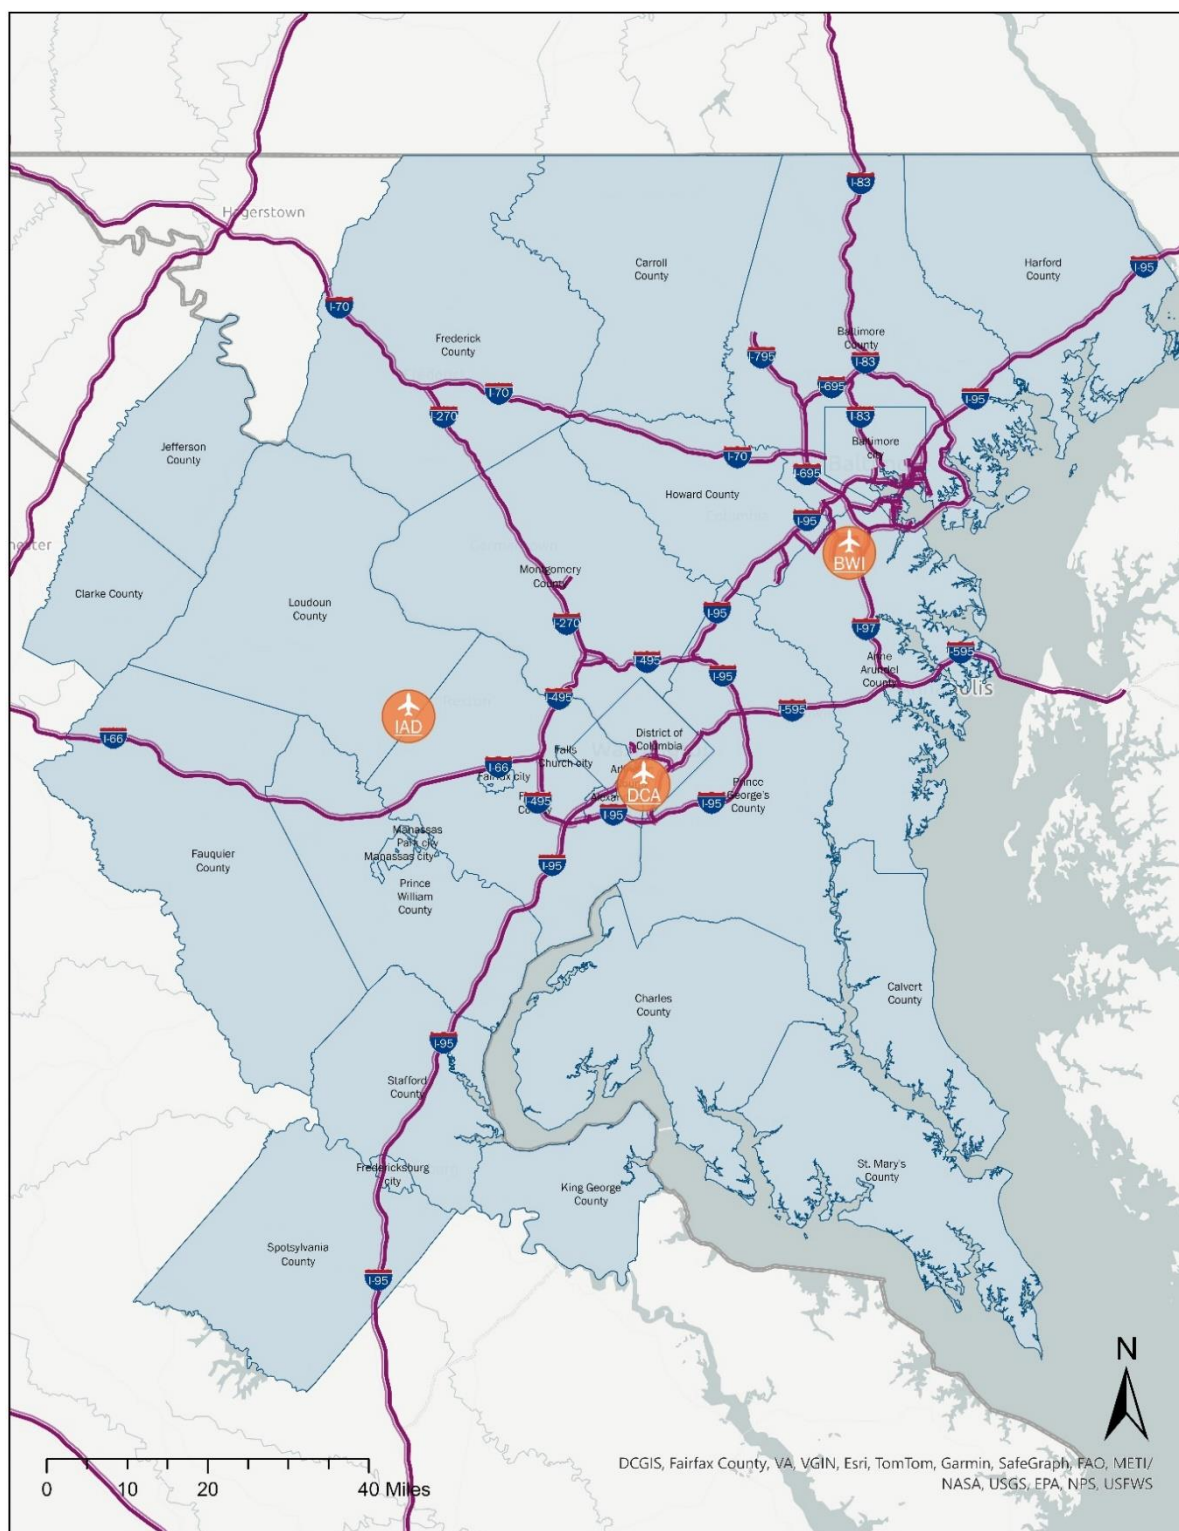 I-83
Hagerstown
Carroll
County
Harford
County
I-95
I-70
Frederick
County
Baltimore
County
I-795
I-83
I-695
I-70
I-95
I-270
I-83
Jefferson
County
Baltimore
city
I-70
I-695
Howard County
I-95
BWI
Montgomery
County
Clarke County
Loudoun
County
I-95
I-270
I-97
Anne
Arundel
County
I-595
I-495
I-95
I-495
IAD
I-595
I-66
District of
Columbia
Falls
Church city
I-66
Fairfax city
DCA
Prince
George's
County
I-495
I-95
I-95
Manassas
Park city
Manassas city
I-95
Fauquier
County
Prince
William
County
Calvert
County
Charles
County
I-95
Stafford
County
Fredericksburg
city
St. Mary's
County
King George
County
Spotsylvania
County
I-95
N
0 20 40 Miles
DCGIS, Fairfax County, VA, VGIN, Esri, TomTom, Garmin, SafeGraph, FAO, METI/
NASA, USGS, EPA, NPS, USFWS